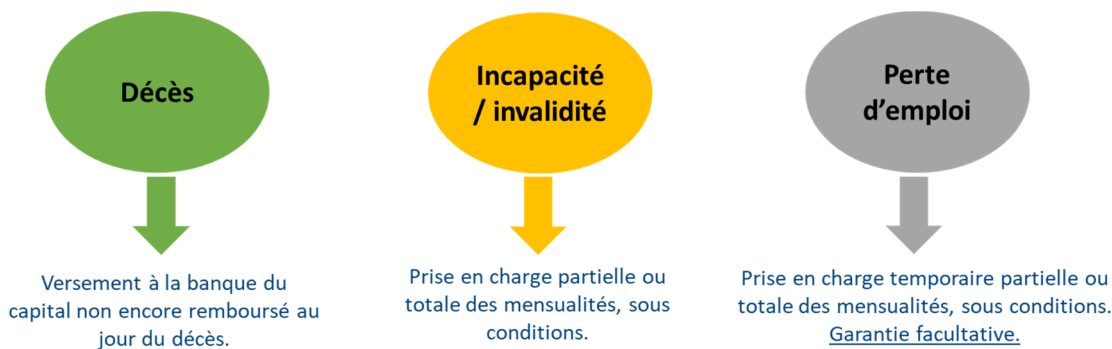 Décès
Versement à la banque du
capital non encore remboursé au
jour du décès.
Incapacité
/ invalidité
Prise en charge partielle ou
totale des mensualités, sous
conditions.
Perte
d'emploi
Prise en charge temporaire partielle ou
totale des mensualités, sous conditions.
Garantie facultative.